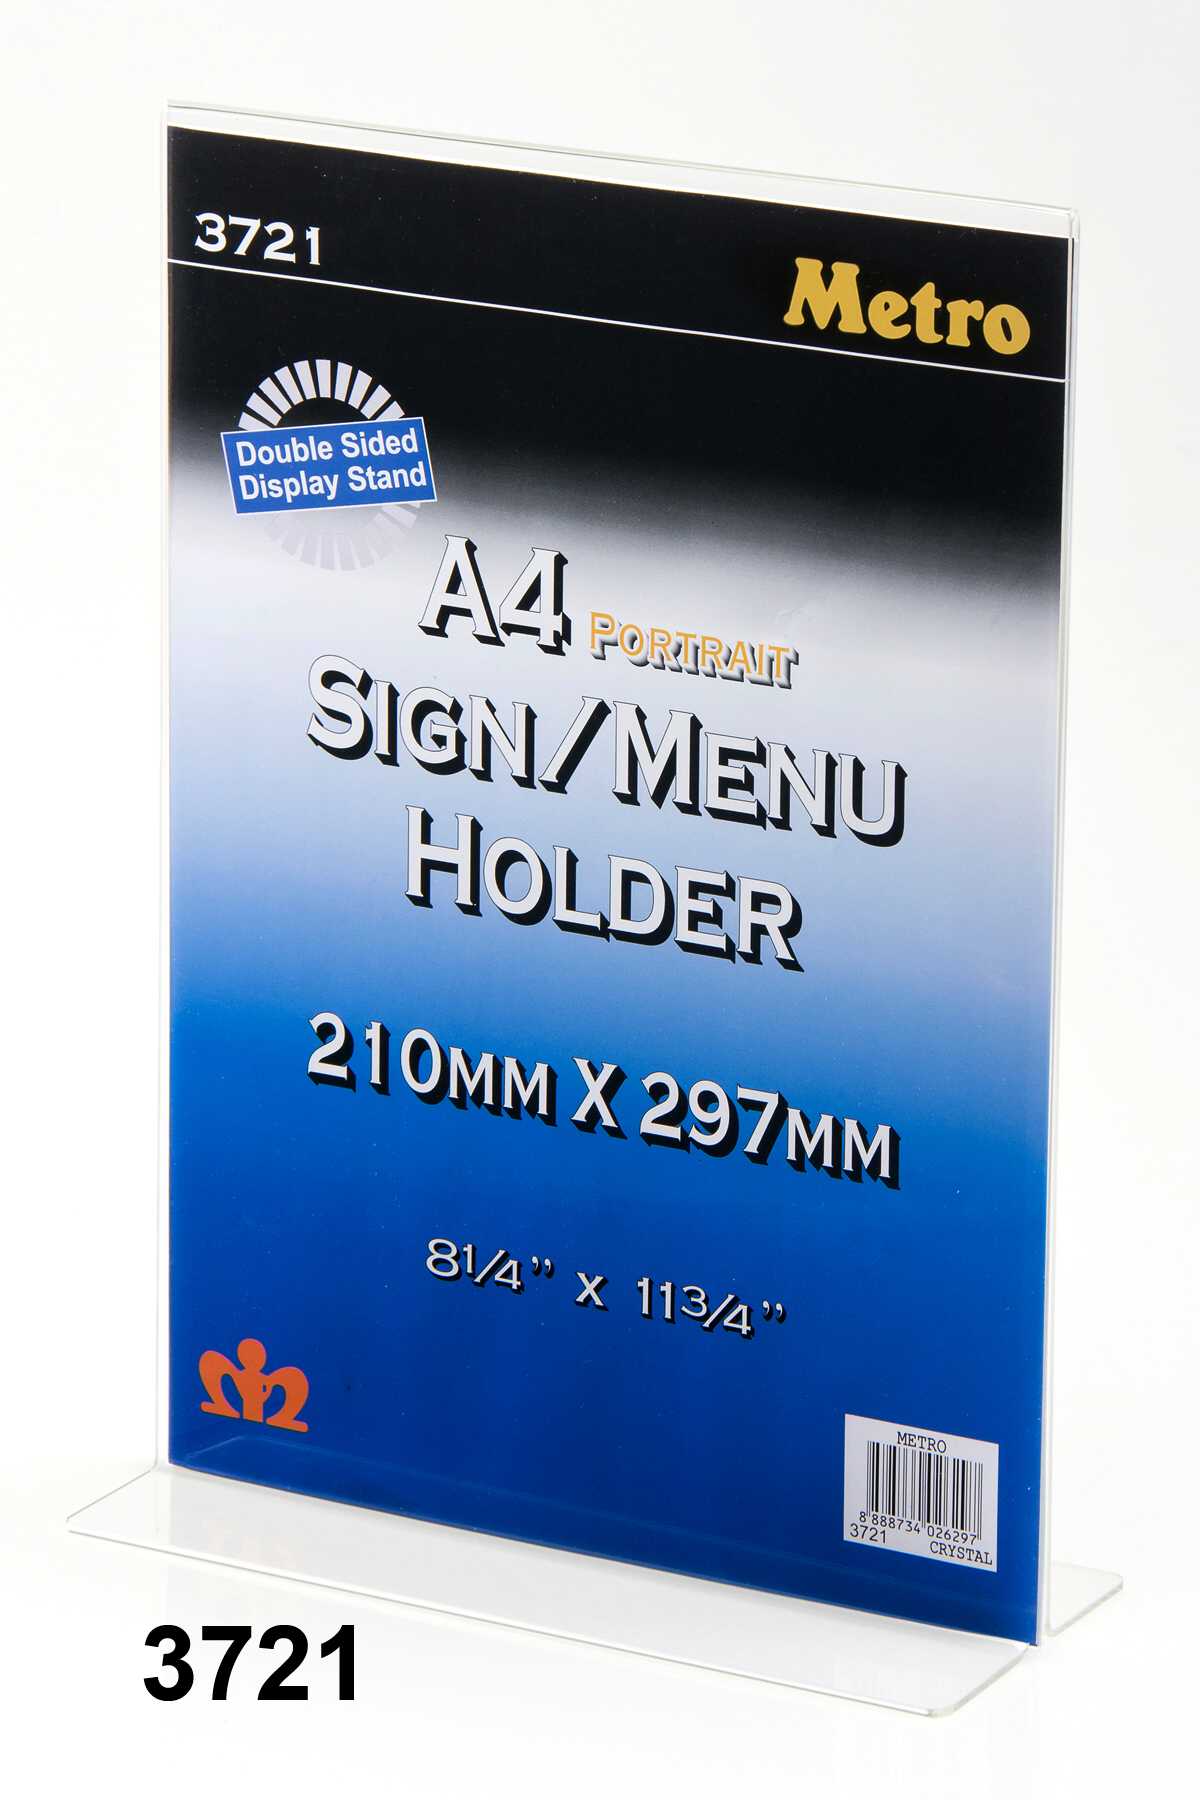 3721
Metro
Double Sided
Display Stand
A4 PORTRAIT
SIGN/MENU
HOLDER
210MM X 297MM
8¼” X 11¾”
METRO
8 888734 026297
3721
CRYSTAL
3721